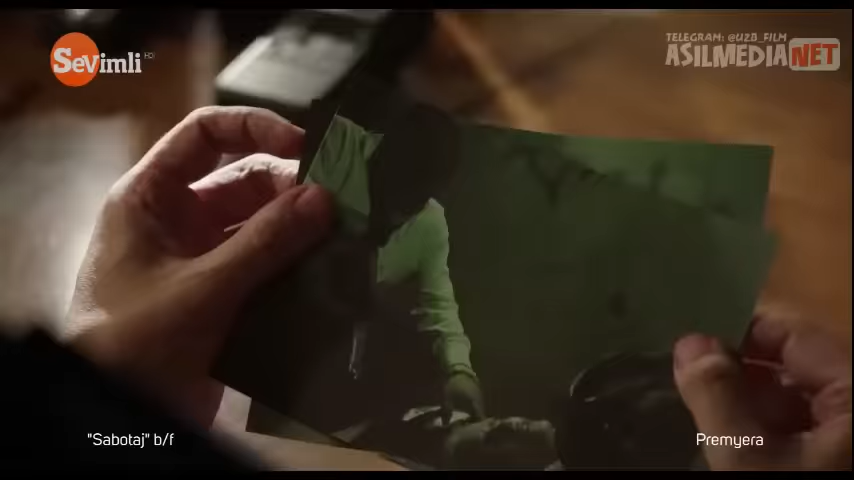 SeVimli HD
TELEGRAM: @UZB_FILM
ASILMEDIA NET
"Sabotaj" b/f
Premyera